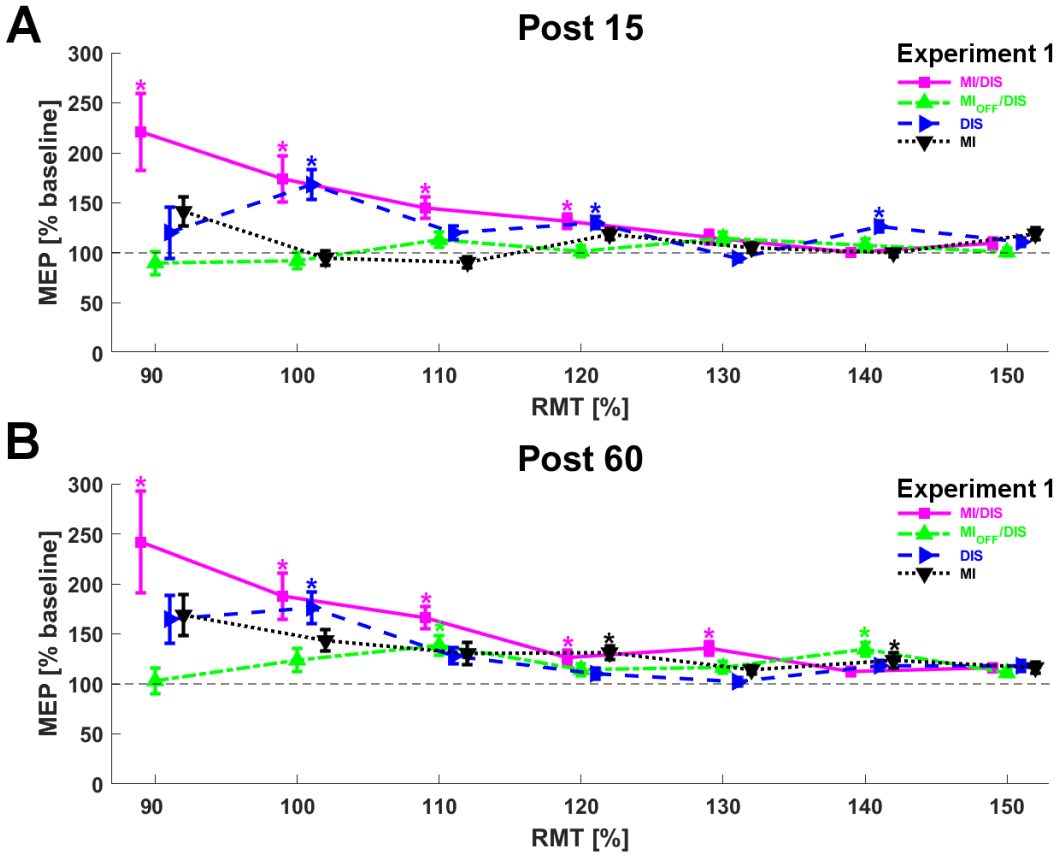 A
Post 15
Experiment 1
MI/DIS
MI_OFF/DIS
DIS
MI
MEP [% baseline]
300
250
200
150
100
50
0
* * * * * * * *
90 100 110 120 130 140 150
RMT [%]
B
Post 60
Experiment 1
MI/DIS
MI_OFF/DIS
DIS
MI
MEP [% baseline]
300
250
200
150
100
50
0
* * * * * * * * * *
90 100 110 120 130 140 150
RMT [%]